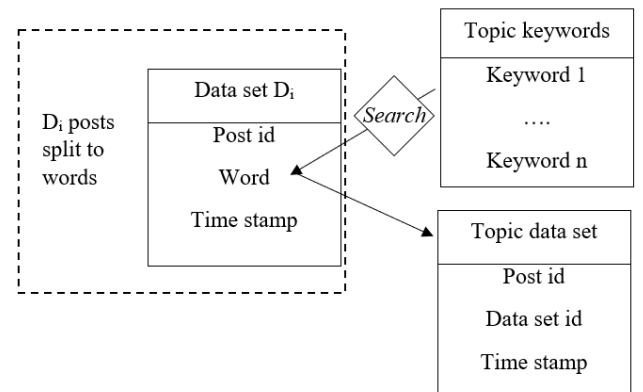 Dᵢ posts
split to
words
Data set Dᵢ
Post id
Word
Time stamp
Search
Topic keywords
Keyword 1
….
Keyword n
Topic data set
Post id
Data set id
Time stamp